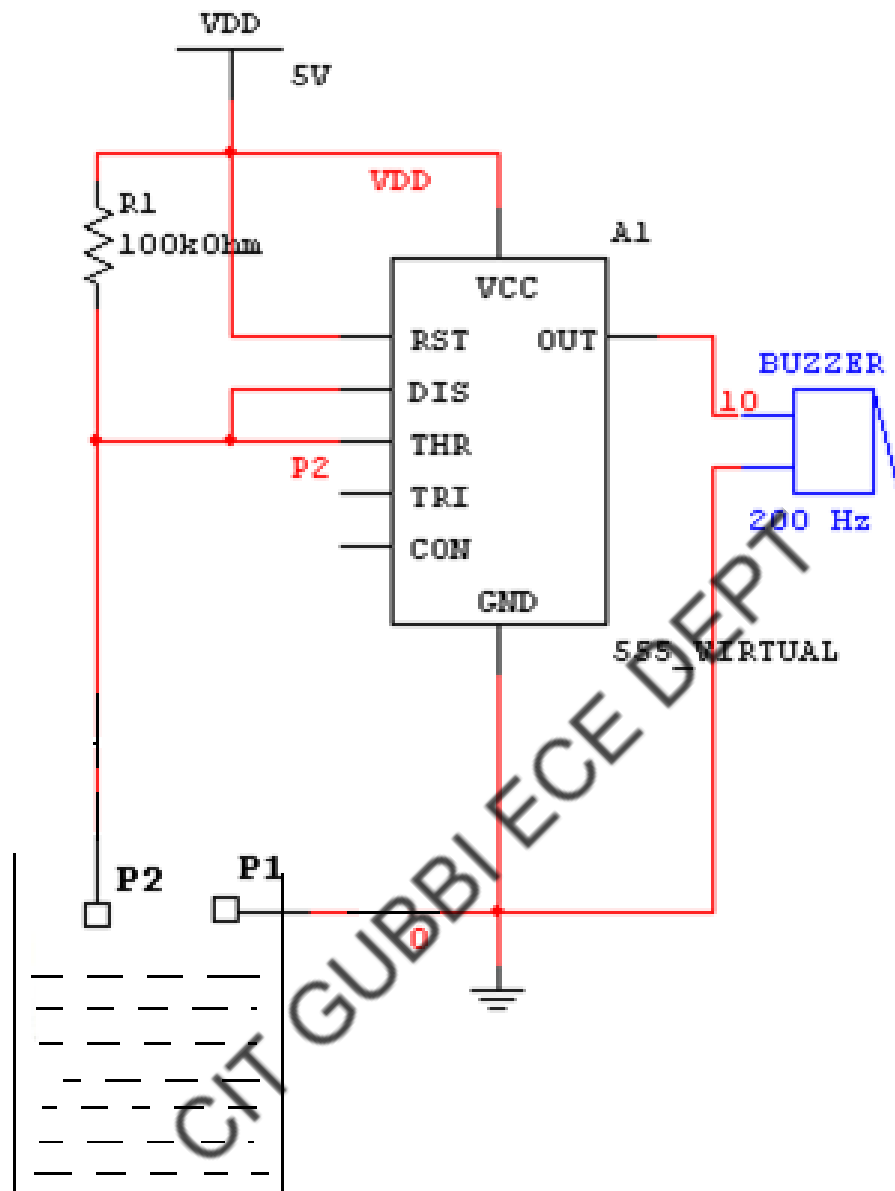 VDD
5V
VDD
R1
100kOhm
A1
VCC
RST
OUT
DIS
THR
TRI
CON
GND
P2
BUZZER
10
200 Hz
555_VIRTUAL
P2
P1
0
CIT GUBBI ECE DEPT